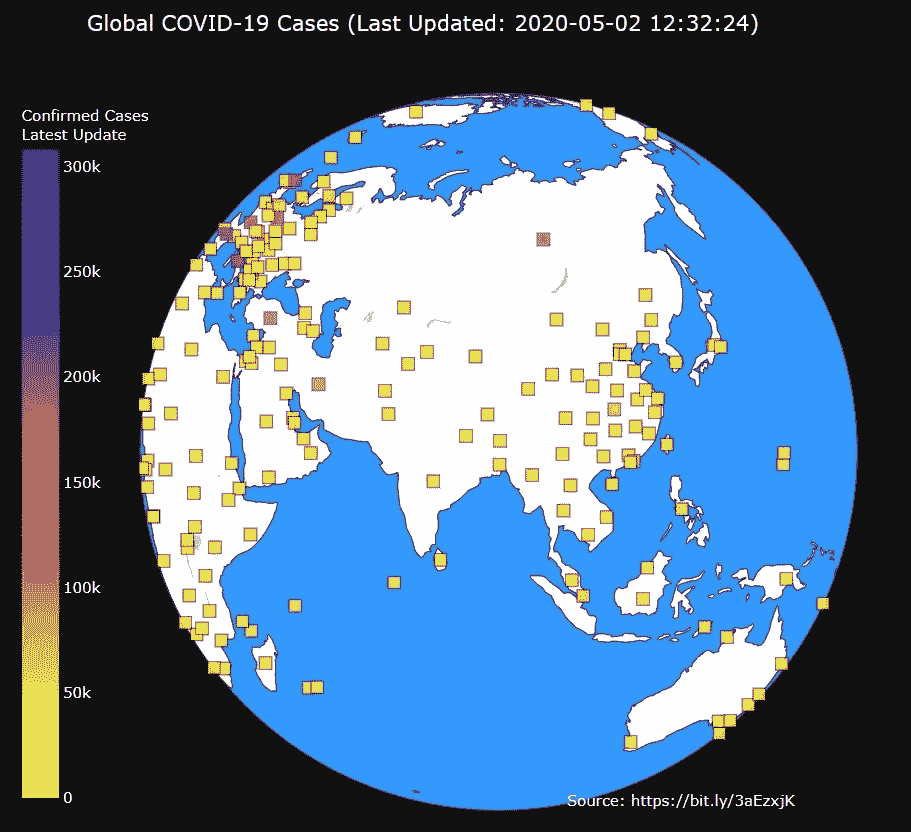 Global COVID-19 Cases (Last Updated: 2020-05-02 12:32:24)
Confirmed Cases
Latest Update
300k
250k
200k
150k
100k
50k
0
Source: https://bit.ly/3aEzxjK